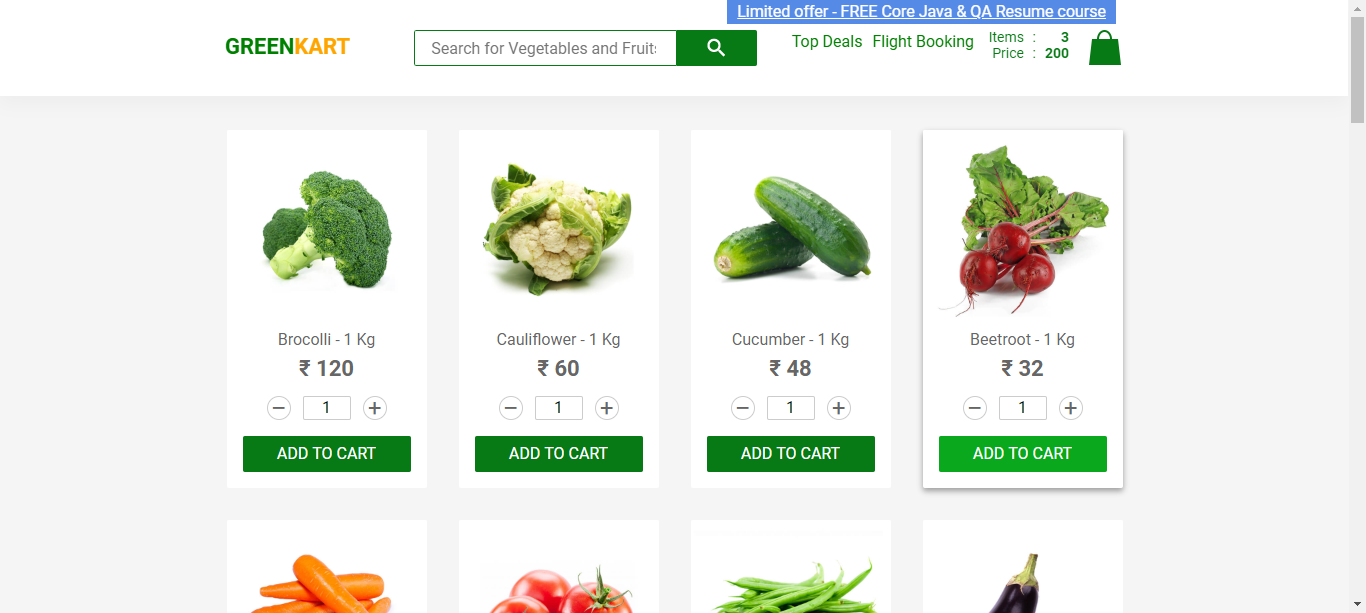 Limited offer - FREE Core Java & QA Resume course
GREENKART
Search for Vegetables and Fruit
Top Deals
Flight Booking
Items : 3
Price : 200
Brocolli - 1 Kg
₹ 120
− 1 +
ADD TO CART
Cauliflower - 1 Kg
₹ 60
− 1 +
ADD TO CART
Cucumber - 1 Kg
₹ 48
− 1 +
ADD TO CART
Beetroot - 1 Kg
₹ 32
− 1 +
ADD TO CART